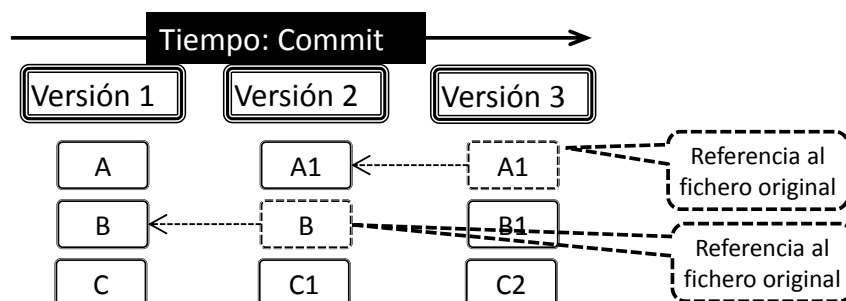 Tiempo: Commit
Versión 1
Versión 2
Versión 3
A
A1
A1
Referencia al
fichero original
B
B
B1
Referencia al
fichero original
C
C1
C2